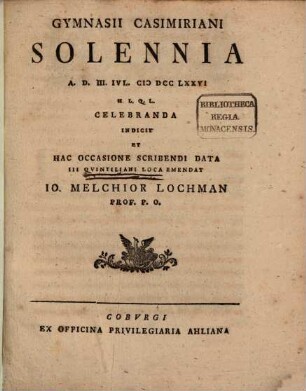 GYMNASII CASIMIRIANI
SOLENNIA
A. D. III. IVL. CIƆ DCC LXXVI
H. L. Q. L.
CELEBRANDA
INDICIT
ET
HAC OCCASIONE SCRIBENDI DATA
III QVINTILIANI LOCA EMENDAT
IO. MELCHIOR LOCHMAN
PROF. P. O.
BIBLIOTHECA
REGIA
MONACENSIS.
COBVRGI
EX OFFICINA PRIVILEGIARIA AHLIANA